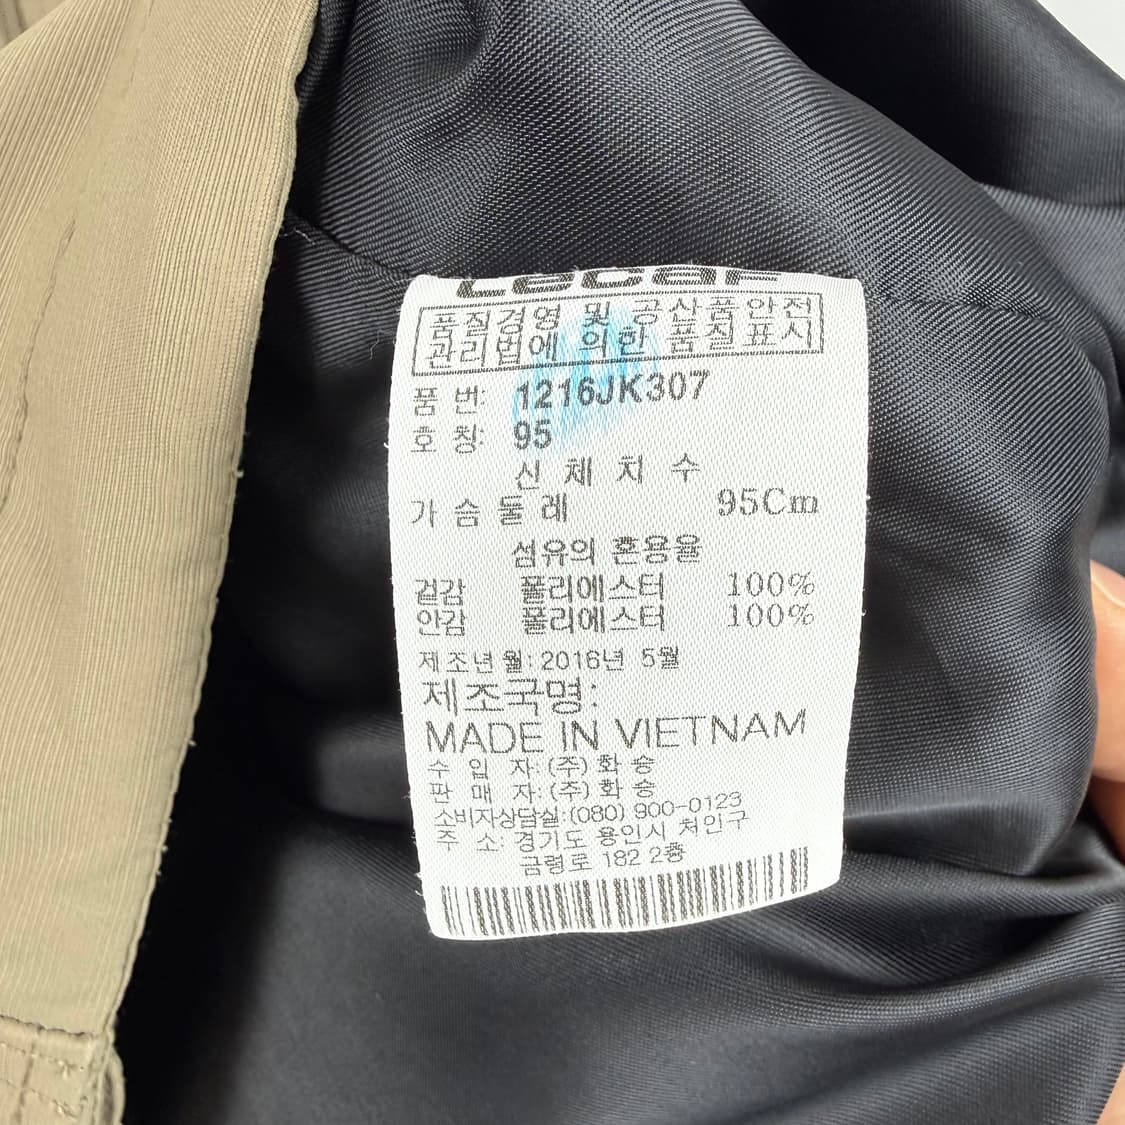 Lecaf
품질경영 및 공산품안전
관리법에 의한 품질표시
품 번: 1216JK307
호 칭: 95
신 체 치 수
가 슴 둘 레 95Cm
섬유의 혼용율
겉감 폴리에스터 100%
안감 폴리에스터 100%
제조년월: 2016년 5월
제조국명:
MADE IN VIETNAM
수 입 자: (주) 화 승
판 매 자: (주) 화 승
소비자상담실: (080) 900-0123
주 소: 경기도 용인시 처인구
금령로 182 2층